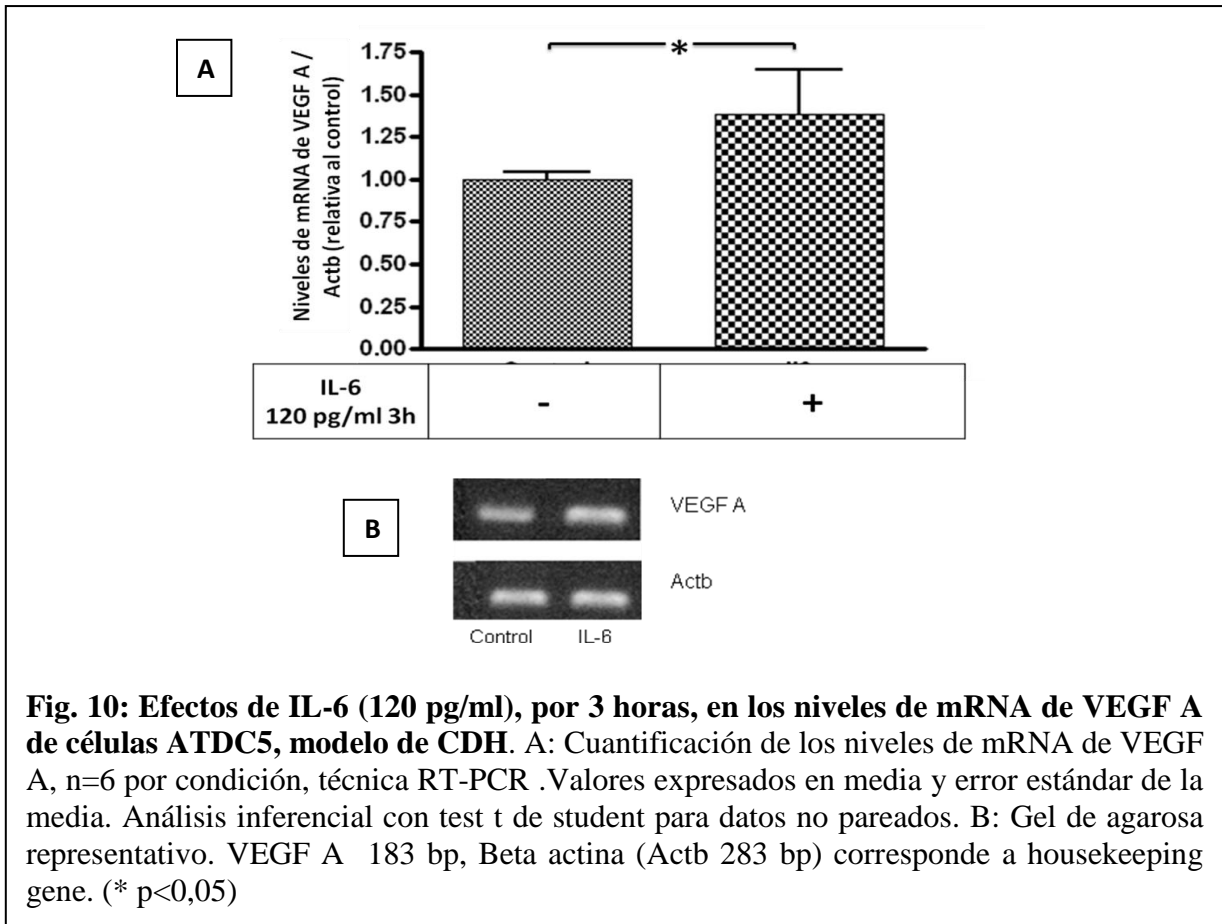 A
Niveles de mRNA de VEGF A /
Actb (relativa al control)
1.75
1.50
1.25
1.00
0.75
0.50
0.25
0.00
*
IL-6
120 pg/ml 3h
-
+
B
VEGF A
Actb
Control IL-6
Fig. 10: Efectos de IL-6 (120 pg/ml), por 3 horas, en los niveles de mRNA de VEGF A
de células ATDC5, modelo de CDH. A: Cuantificación de los niveles de mRNA de VEGF
A, n=6 por condición, técnica RT-PCR .Valores expresados en media y error estándar de la
media. Análisis inferencial con test t de student para datos no pareados. B: Gel de agarosa
representativo. VEGF A 183 bp, Beta actina (Actb 283 bp) corresponde a housekeeping
gene. (* p<0,05)